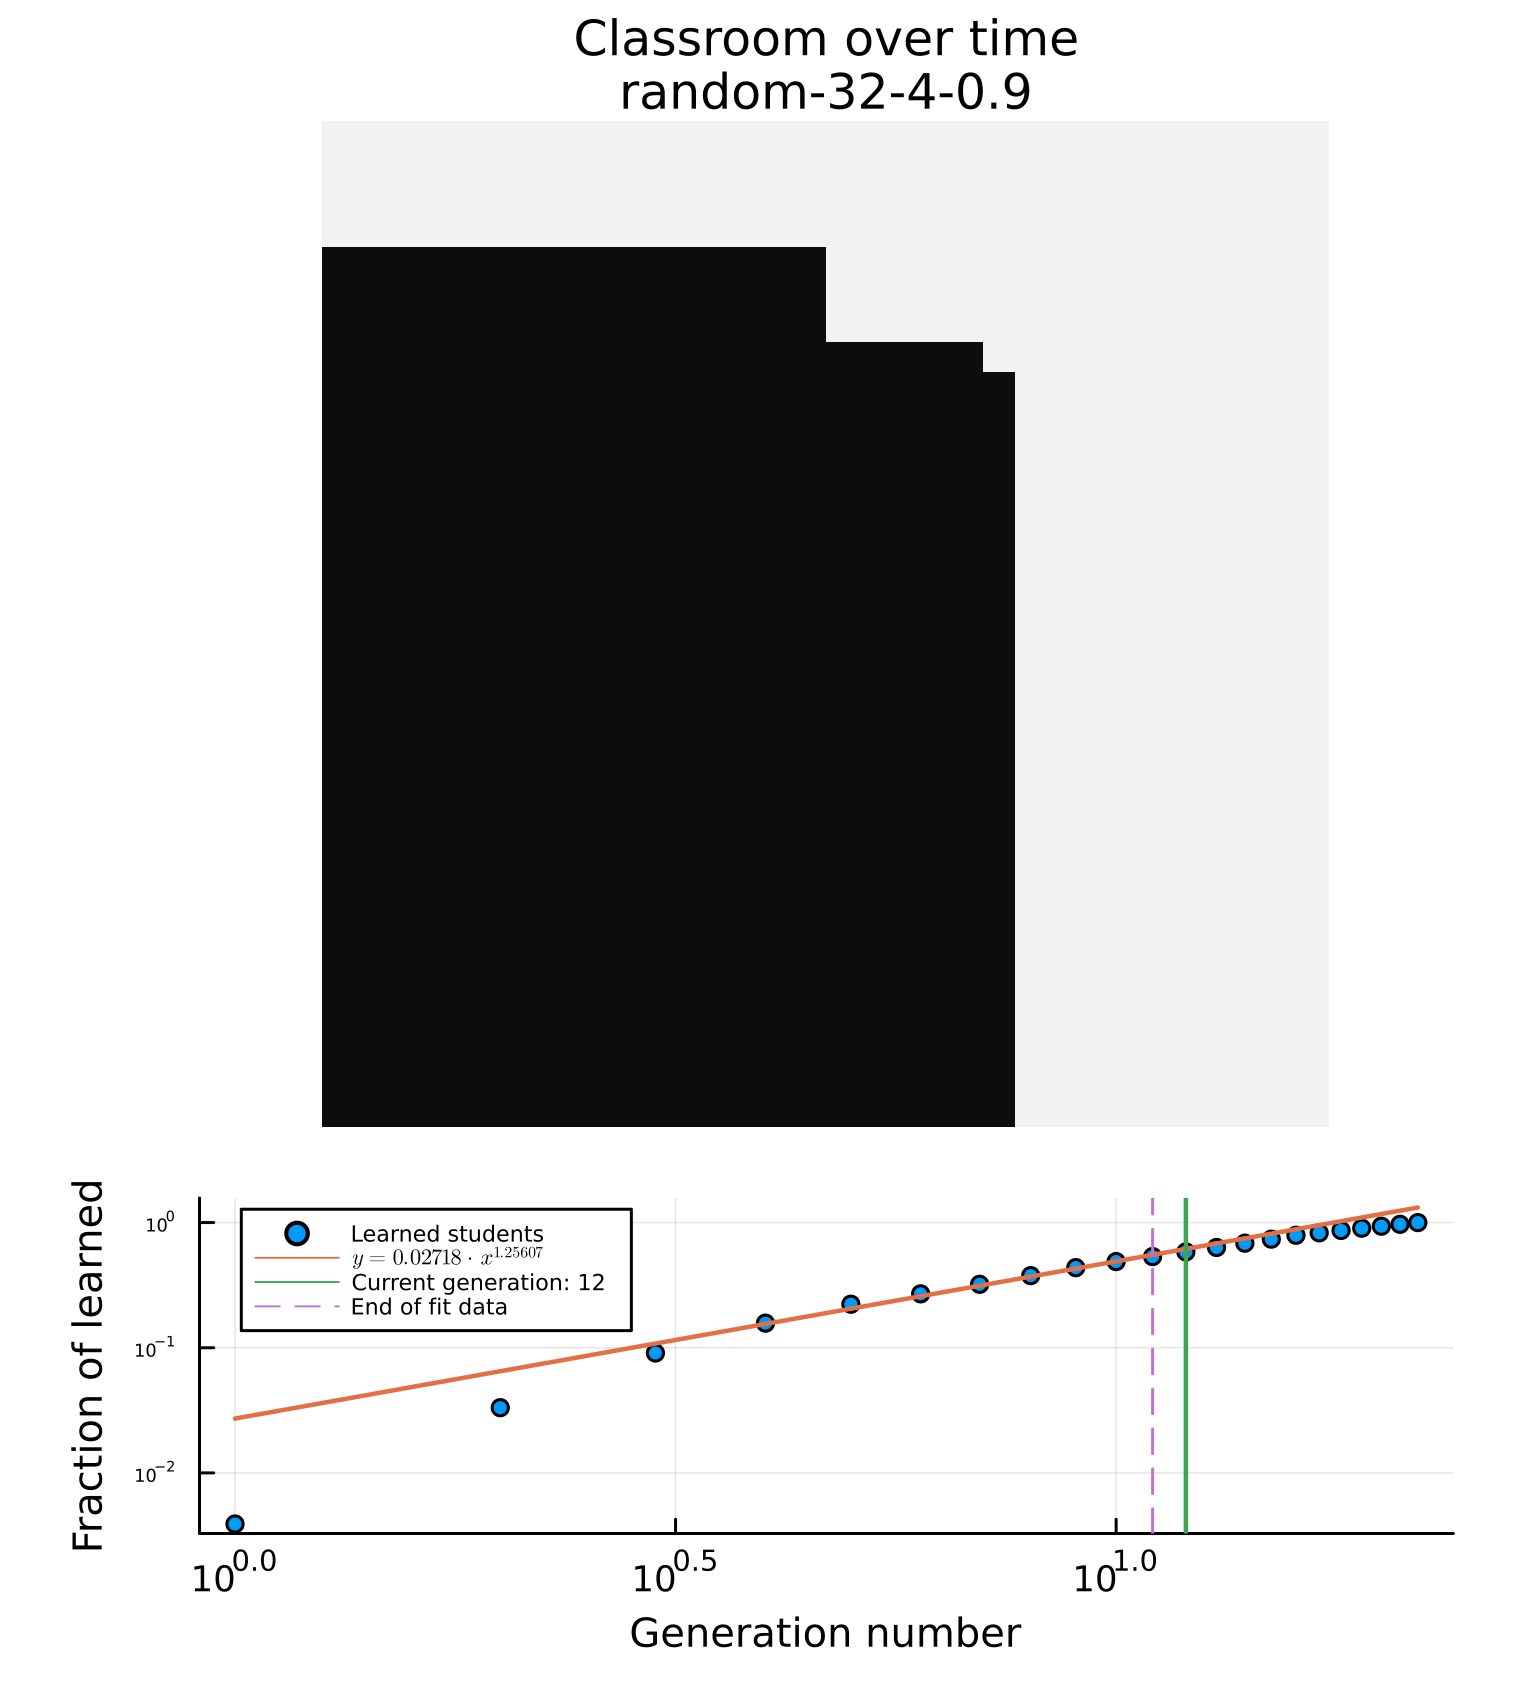 Classroom over time
random-32-4-0.9
Fraction of learned
10⁰
10⁻¹
10⁻²
Learned students
y = 0.02718 · x^1.25607
Current generation: 12
End of fit data
10^0.0
10^0.5
10^1.0
Generation number